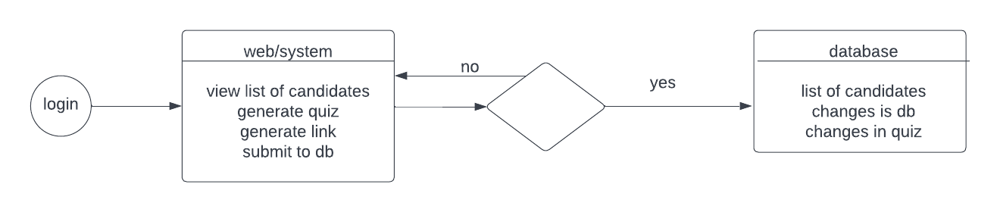 login
web/system
view list of candidates
generate quiz
generate link
submit to db
no
yes
database
list of candidates
changes is db
changes in quiz